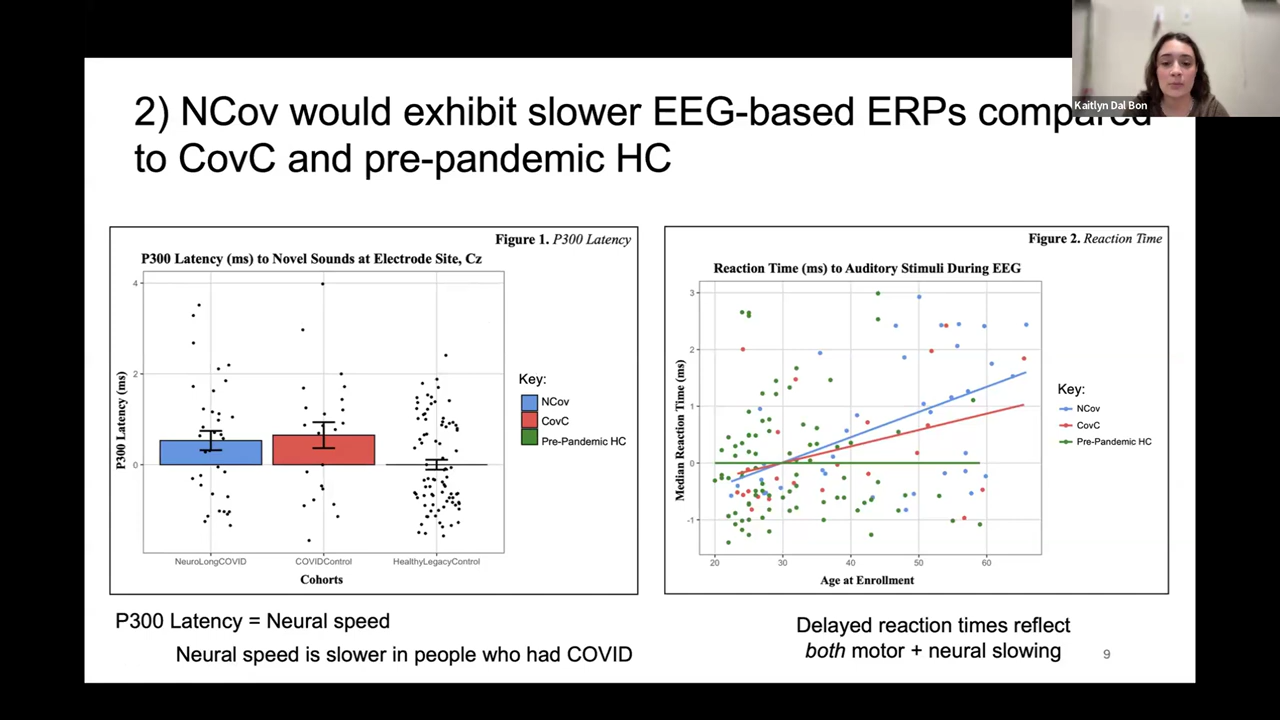 Kaitlyn Dal Bon
2) NCov would exhibit slower EEG-based ERPs compared
to CovC and pre-pandemic HC
Figure 1. P300 Latency
P300 Latency (ms) to Novel Sounds at Electrode Site, Cz
P300 Latency (ms)
4
2
0
NeuroLongCOVID
COVIDControl
HealthyLegacyControl
Cohorts
Key:
NCov
CovC
Pre-Pandemic HC
Figure 2. Reaction Time
Reaction Time (ms) to Auditory Stimuli During EEG
Median Reaction Time (ms)
3
2
1
0
-1
20
30
40
50
60
Age at Enrollment
Key:
NCov
CovC
Pre-Pandemic HC
P300 Latency = Neural speed
Neural speed is slower in people who had COVID
Delayed reaction times reflect
both motor + neural slowing
9